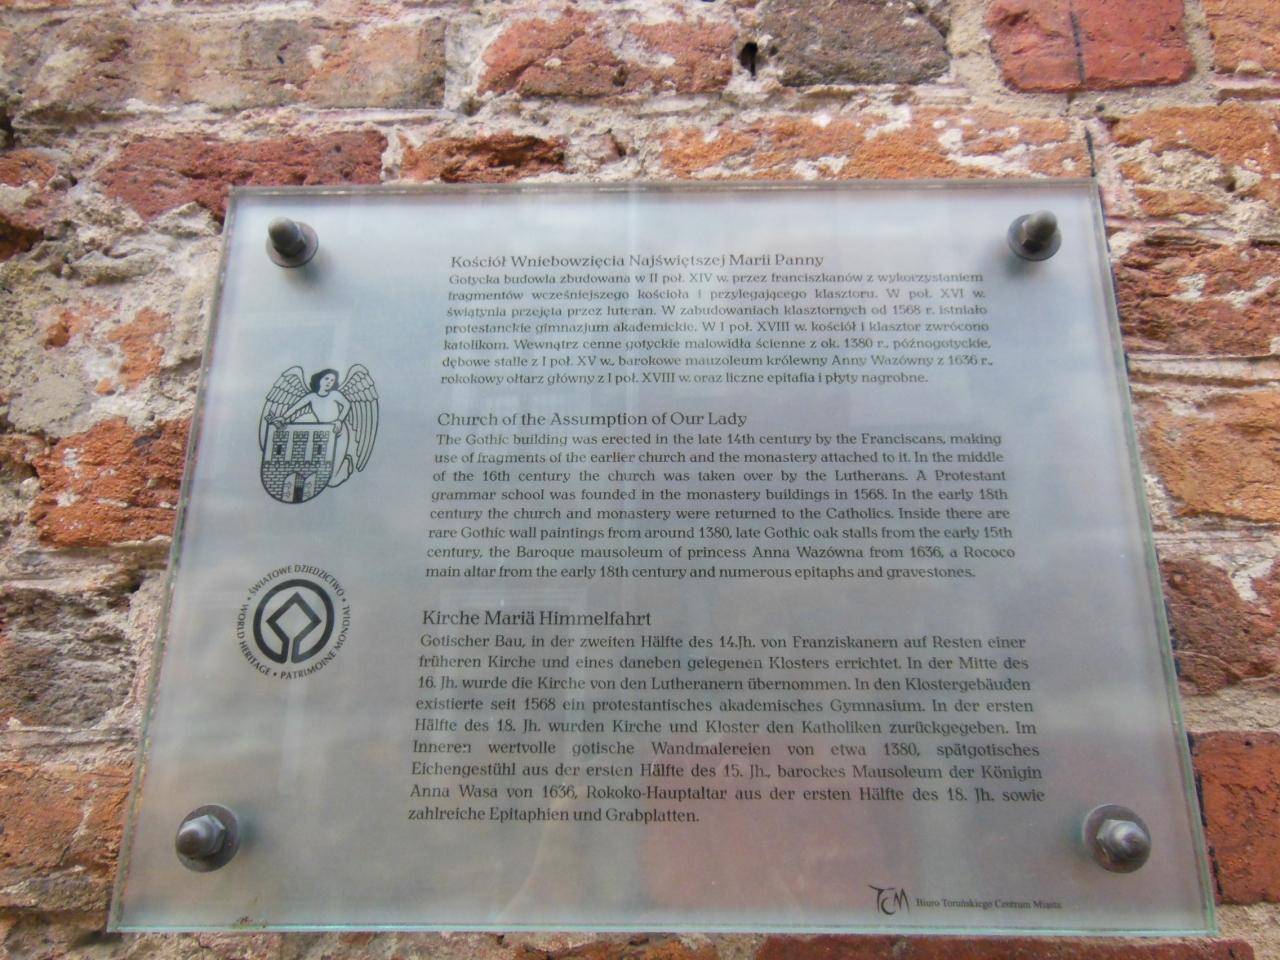 Kościół Wniebowzięcia Najświętszej Marii Panny
Gotycka budowla zbudowana w II poł. XIV w. przez franciszkanów z wykorzystaniem
fragmentów wcześniejszego kościoła i przylegającego klasztoru. W poł. XVI w.
świątynia przejęta przez luteran. W zabudowaniach klasztornych od 1568 r. istniało
protestanckie gimnazjum akademickie. W I poł. XVIII w. kościół i klasztor zwrócono
katolikom. Wewnątrz cenne gotyckie malowidła ścienne z ok. 1380 r., późnogotyckie,
dębowe stalle z I poł. XV w., barokowe mauzoleum królewny Anny Wazówny z 1636 r.,
rokokowy ołtarz główny z I poł. XVIII w. oraz liczne epitafia i płyty nagrobne.
Church of the Assumption of Our Lady
The Gothic building was erected in the late 14th century by the Franciscans, making
use of fragments of the earlier church and the monastery attached to it. In the middle
of the 16th century the church was taken over by the Lutherans. A Protestant
grammar school was founded in the monastery buildings in 1568. In the early 18th
century the church and monastery were returned to the Catholics. Inside there are
rare Gothic wall paintings from around 1380, late Gothic oak stalls from the early 15th
century, the Baroque mausoleum of princess Anna Wazówna from 1636, a Rococo
main altar from the early 18th century and numerous epitaphs and gravestones.
ŚWIATOWE DZIEDZICTWO • WORLD HERITAGE • PATRIMOINE MONDIAL
Kirche Mariä Himmelfahrt
Gotischer Bau, in der zweiten Hälfte des 14.Jh. von Franziskanern auf Resten einer
früheren Kirche und eines daneben gelegenen Klosters errichtet. In der Mitte des
16. Jh. wurde die Kirche von den Lutheranern übernommen. In den Klostergebäuden
existierte seit 1568 ein protestantisches akademisches Gymnasium. In der ersten
Hälfte des 18. Jh. wurden Kirche und Kloster den Katholiken zurückgegeben. Im
Inneren wertvolle gotische Wandmalereien von etwa 1380, spätgotisches
Eichengestühl aus der ersten Hälfte des 15. Jh., barockes Mausoleum der Königin
Anna Wasa von 1636, Rokoko-Hauptaltar aus der ersten Hälfte des 18. Jh. sowie
zahlreiche Epitaphien und Grabplatten.
TCM Biuro Toruńskiego Centrum Miasta